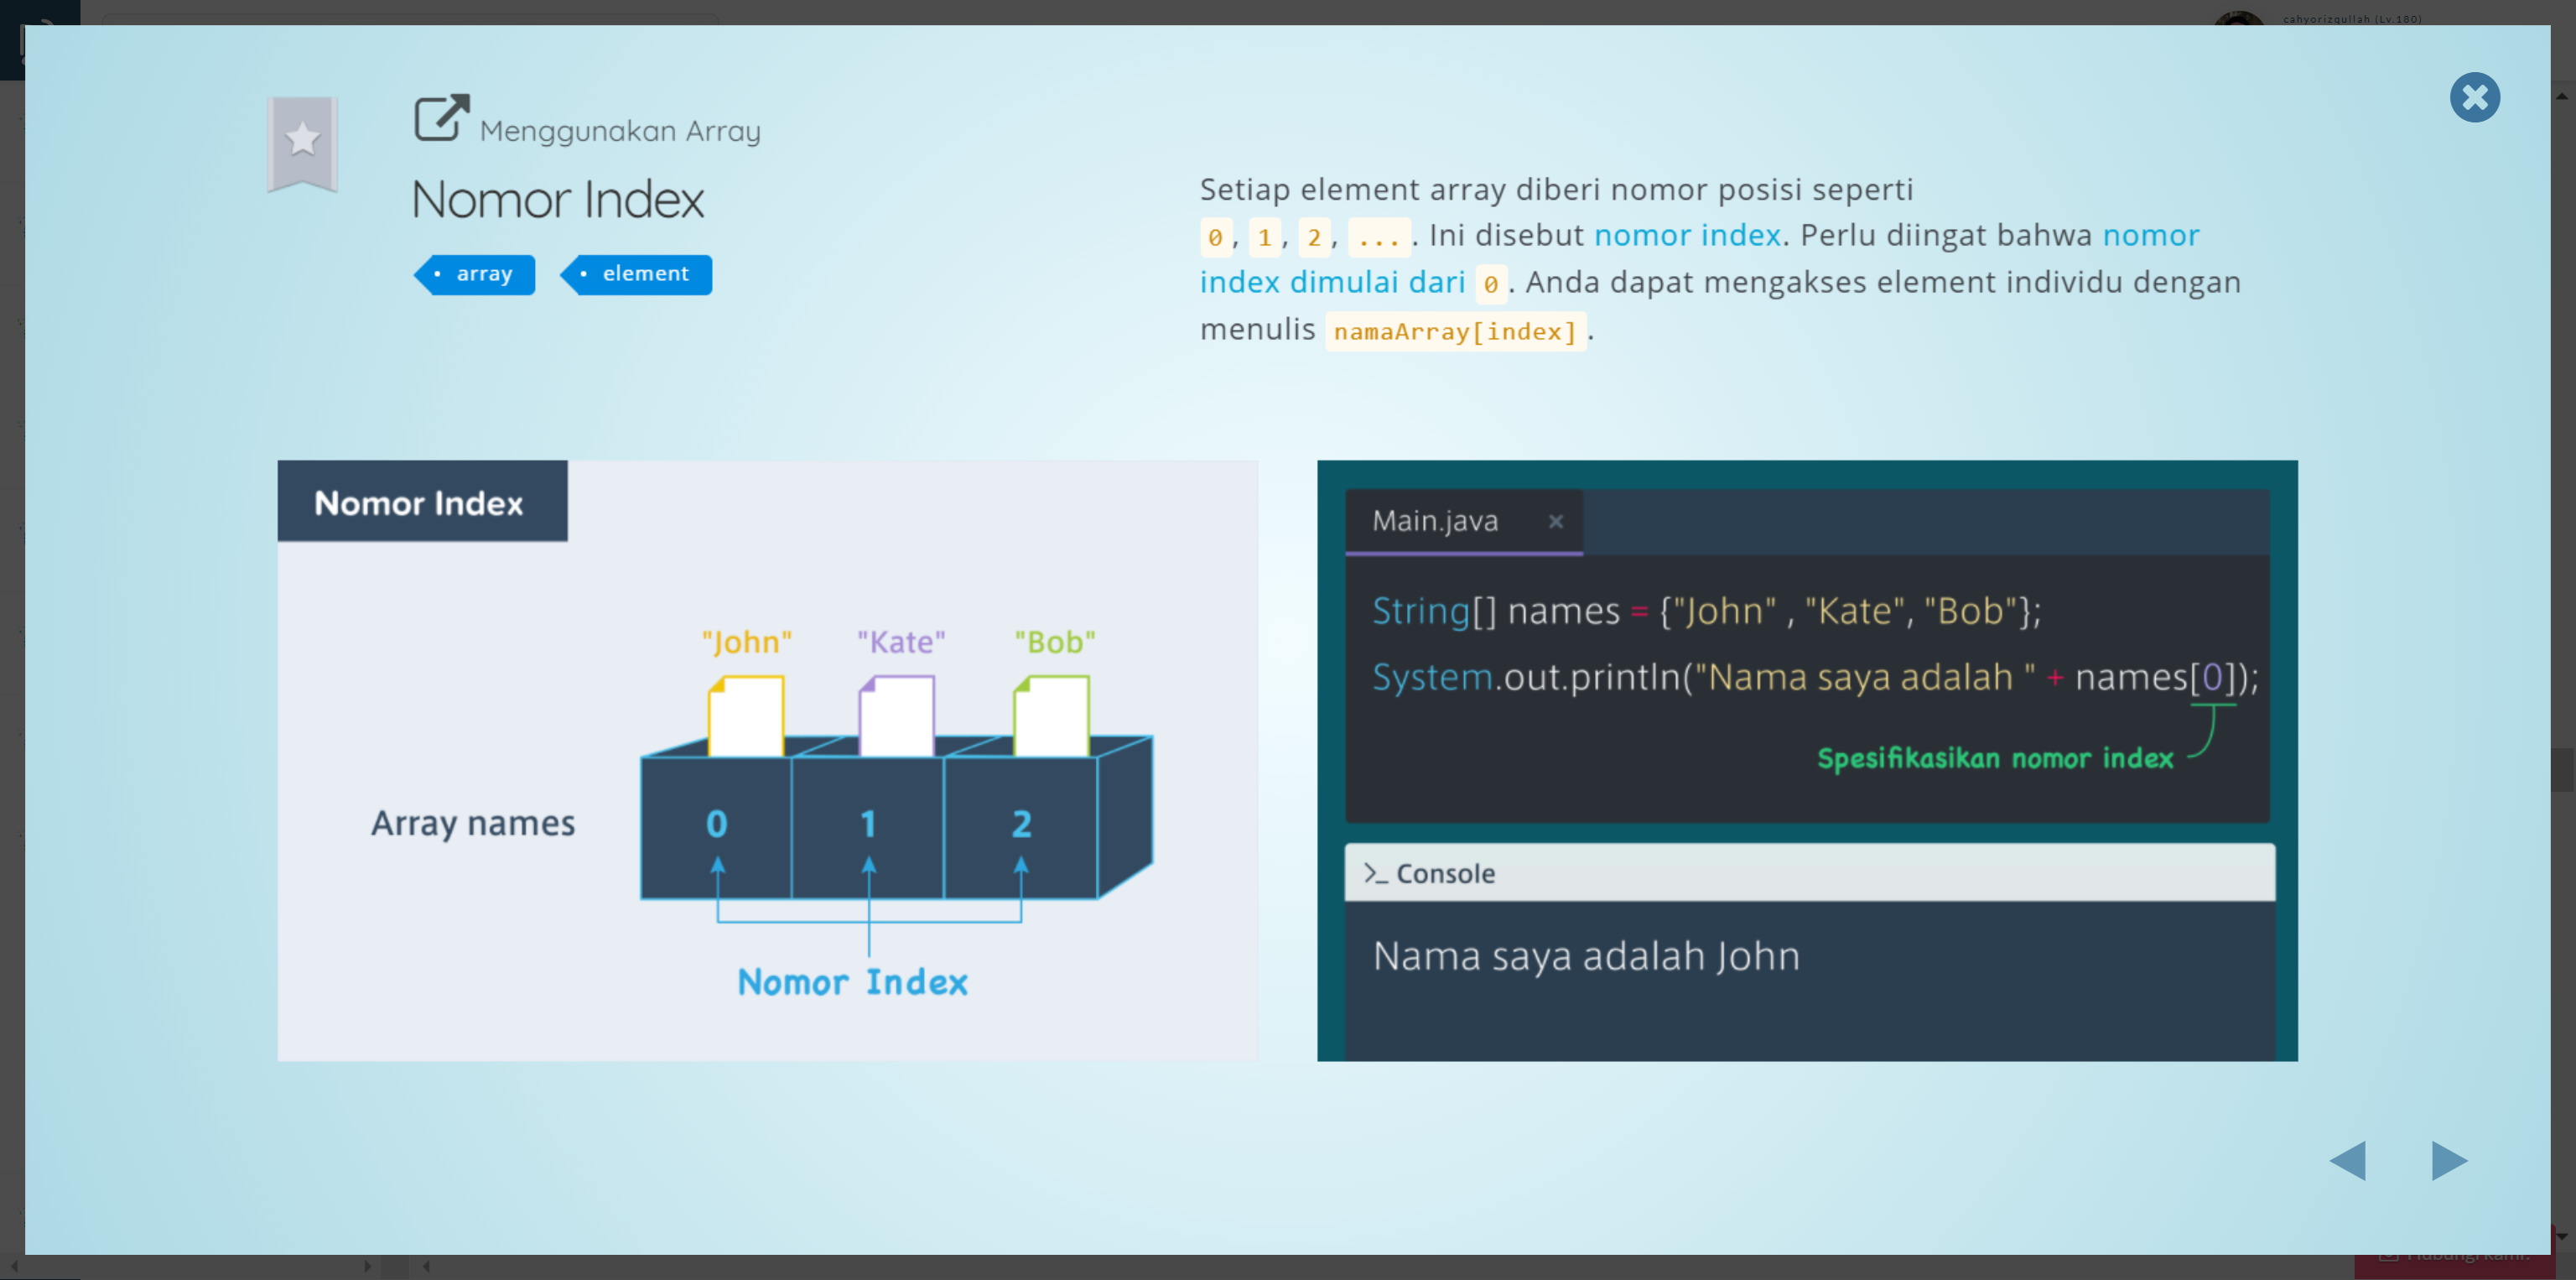 cahyorizqullah (Lv.180)
Menggunakan Array
Nomor Index
array
element
Setiap element array diberi nomor posisi seperti
0, 1, 2, .... Ini disebut nomor index. Perlu diingat bahwa nomor
index dimulai dari 0. Anda dapat mengakses element individu dengan
menulis namaArray[index].
Nomor Index
"John" "Kate" "Bob"
Array names
0 1 2
Nomor Index
Main.java
String[] names = {"John" , "Kate", "Bob"};
System.out.println("Nama saya adalah " + names[0]);
Spesifikasikan nomor index
>_ Console
Nama saya adalah John